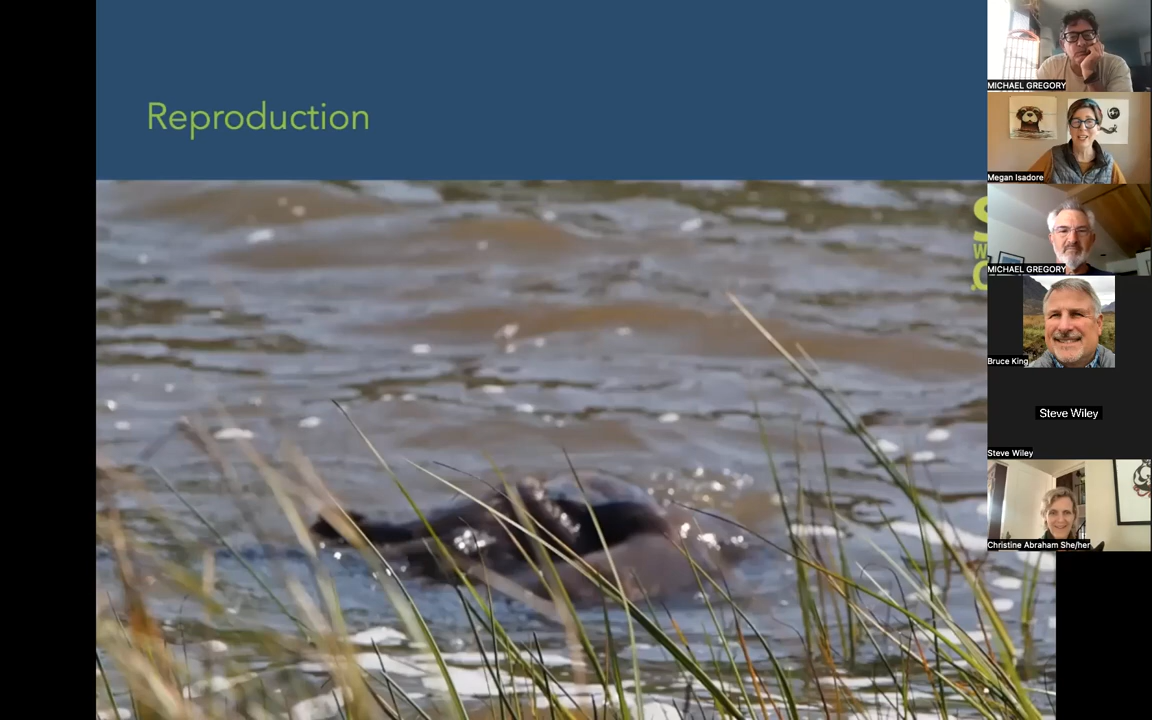 Reproduction
MICHAEL GREGORY
Megan Isadore
MICHAEL GREGORY
Bruce King
Steve Wiley
Steve Wiley
Christine Abraham She/her